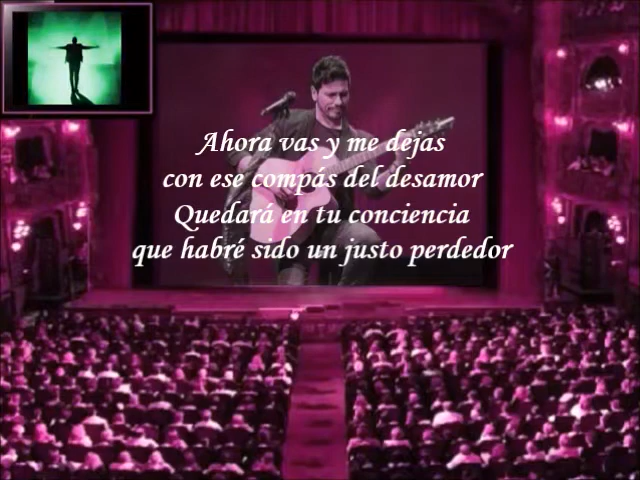 Ahora vas y me dejas
con ese compás del desamor
Quedará en tu conciencia
que habré sido un justo perdedor